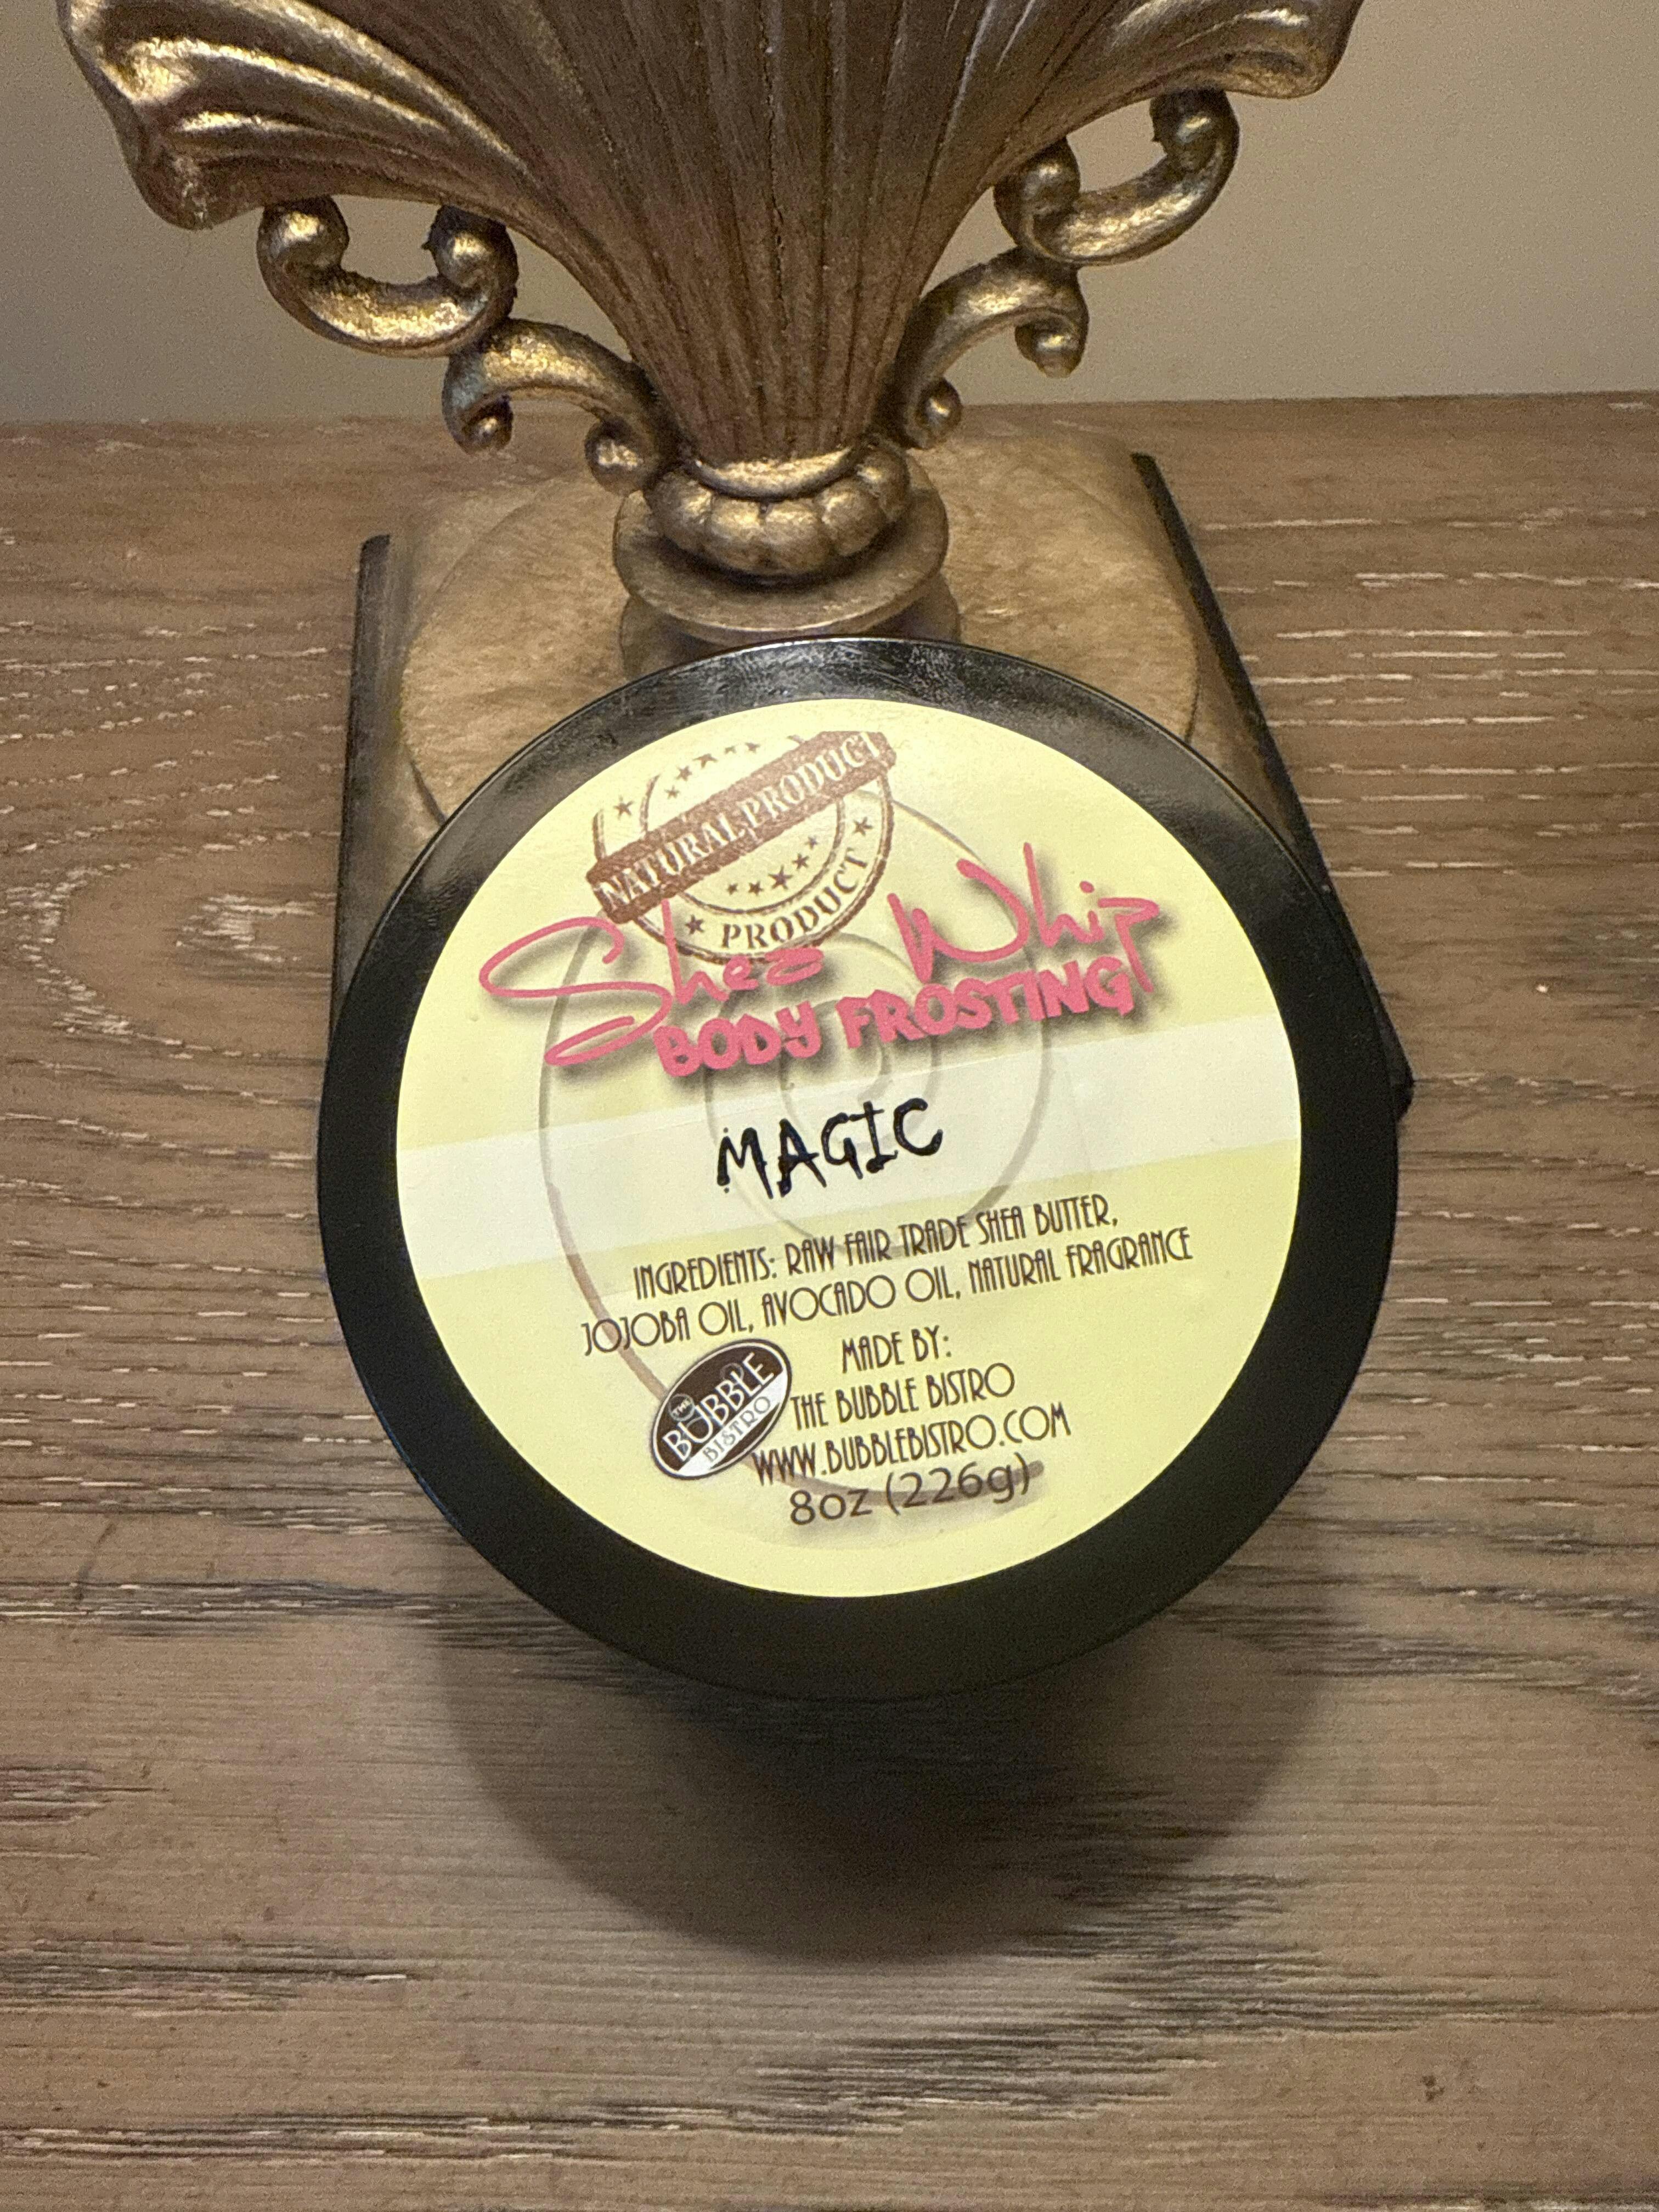 NATURAL PRODUCT
PRODUCT
Shea Whip
BODY FROSTING
MAGIC
INGREDIENTS: RAW FAIR TRADE SHEA BUTTER,
JOJOBA OIL, AVOCADO OIL, NATURAL FRAGRANCE
MADE BY:
THE BUBBLE BISTRO
WWW.BUBBLEBISTRO.COM
8oz (226g)
THE
BUBBLE
BISTRO